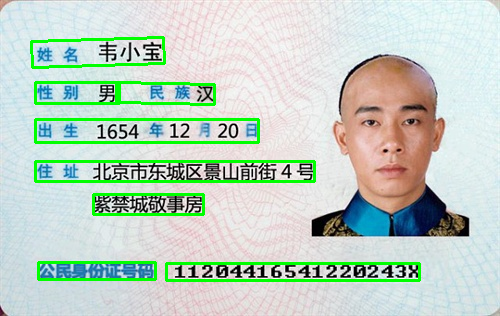 姓名 韦小宝
性别 男 民族 汉
出生 1654 年 12 月 20 日
住址 北京市东城区景山前街 4 号
紫禁城敬事房
公民身份证号码 11204416541220243X